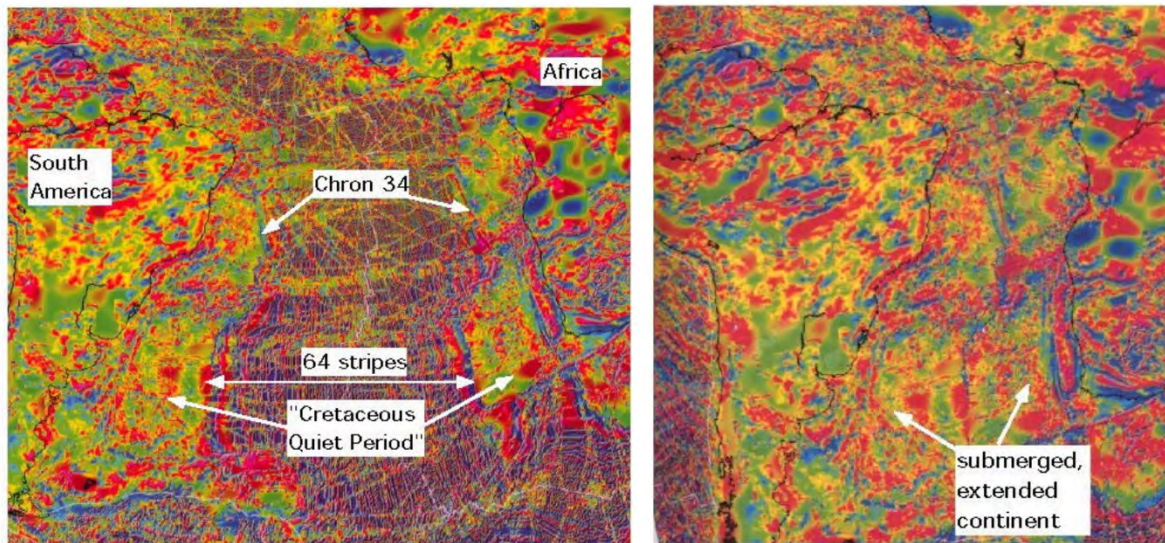 Africa
South
America
Chron 34
64 stripes
"Cretaceous
Quiet Period"
submerged,
extended
continent